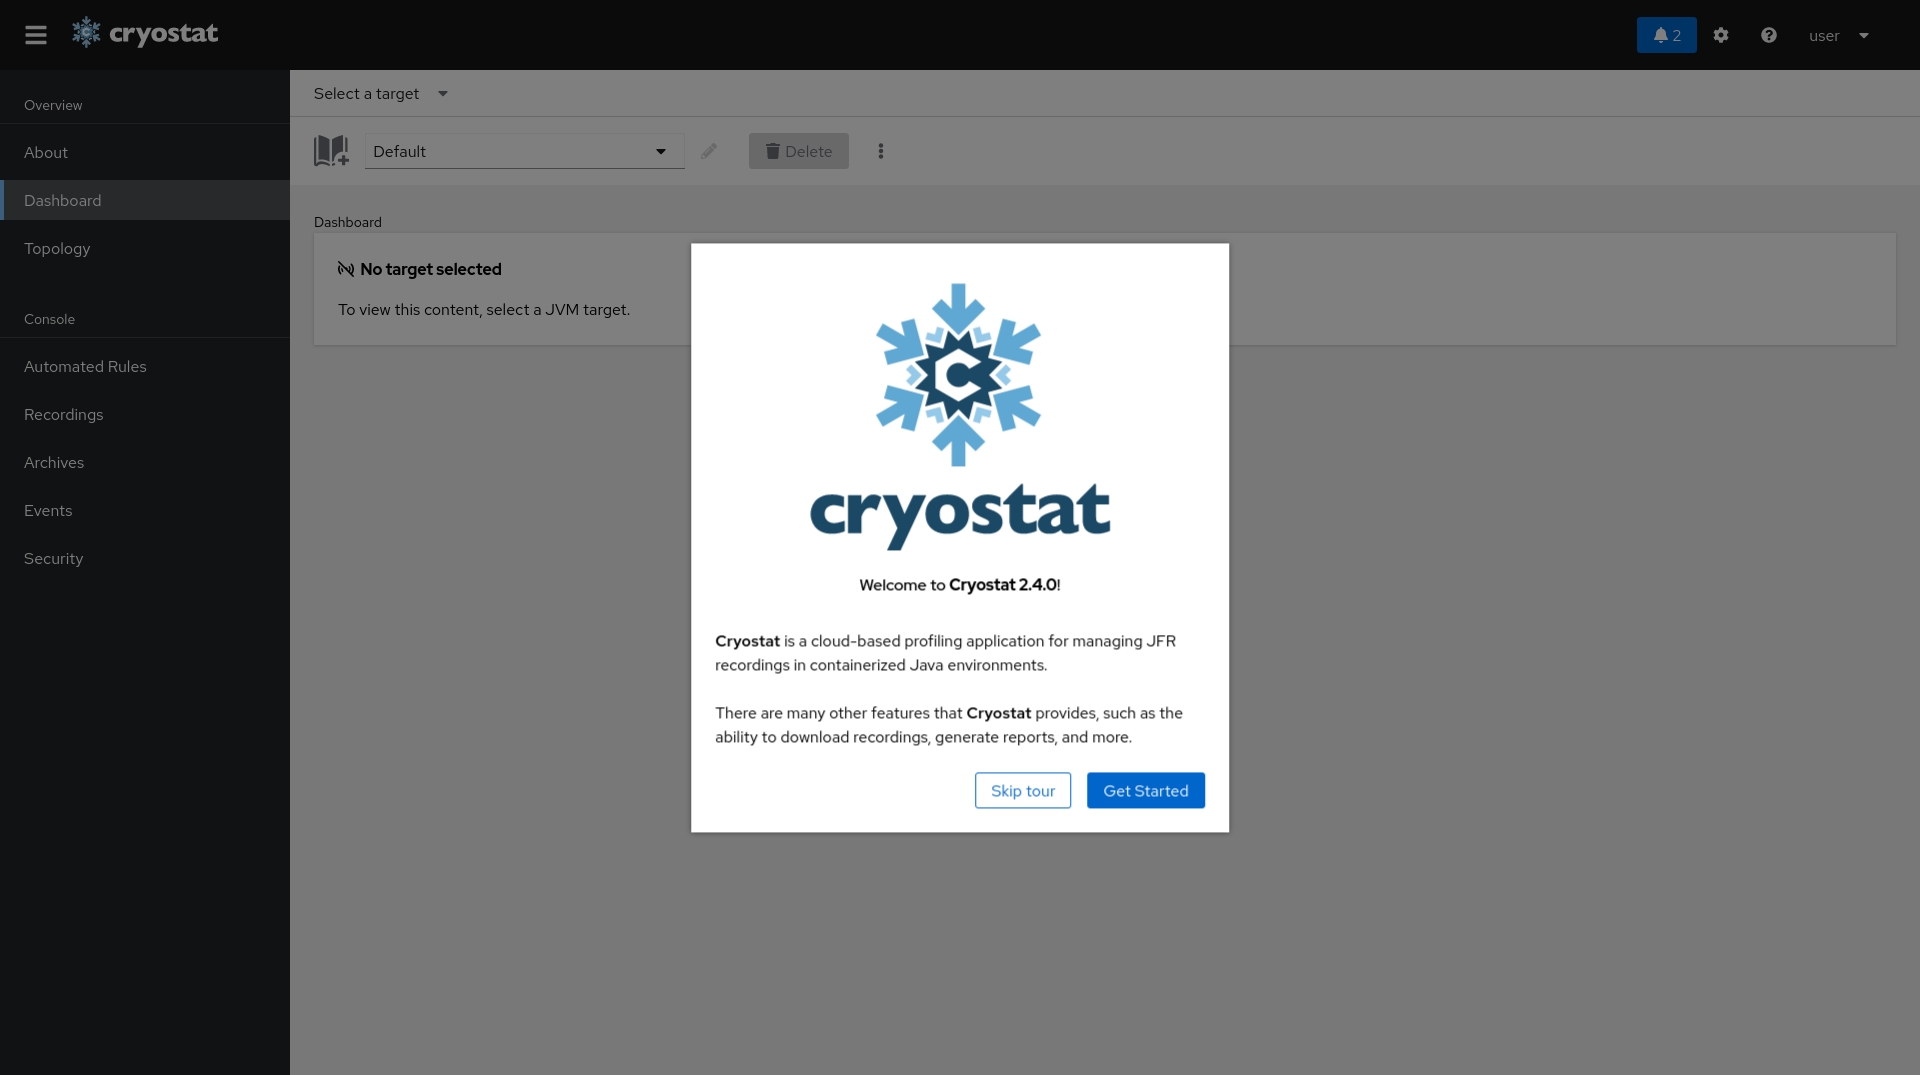 cryostat
2
user
Overview
About
Dashboard
Topology
Console
Automated Rules
Recordings
Archives
Events
Security
Select a target
Default
Delete
Dashboard
No target selected
To view this content, select a JVM target.
cryostat
Welcome to Cryostat 2.4.0!
Cryostat is a cloud-based profiling application for managing JFR
recordings in containerized Java environments.
There are many other features that Cryostat provides, such as the
ability to download recordings, generate reports, and more.
Skip tour
Get Started